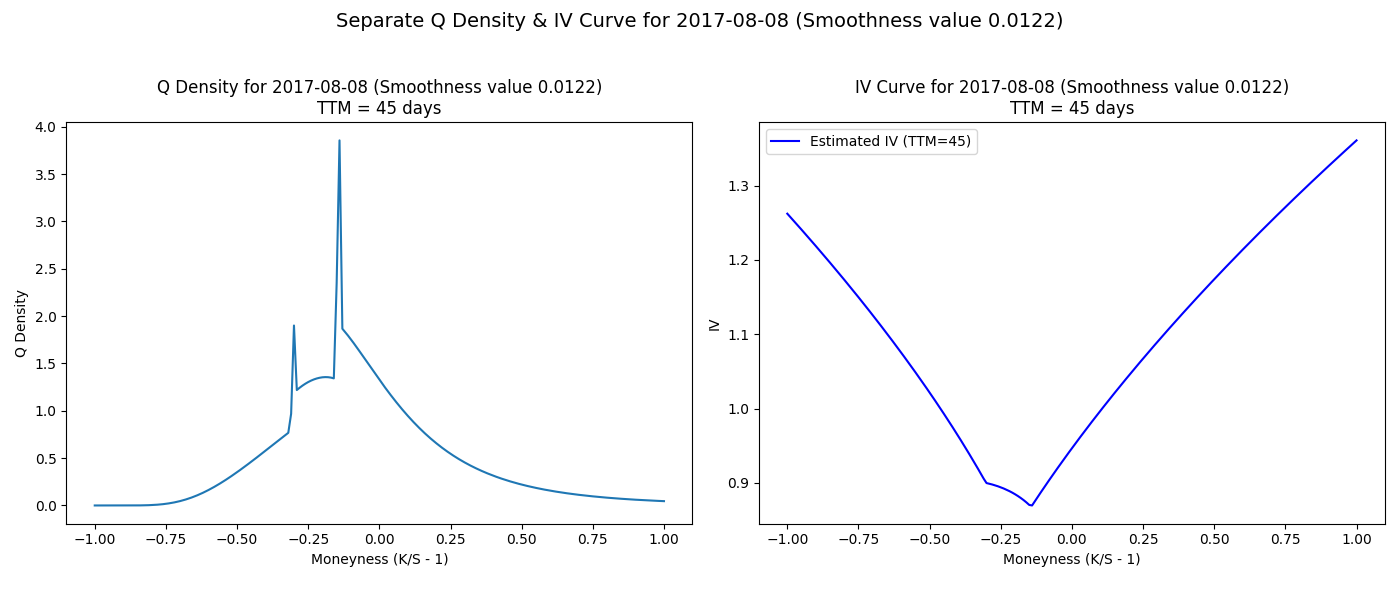 Separate Q Density & IV Curve for 2017-08-08 (Smoothness value 0.0122)
Q Density for 2017-08-08 (Smoothness value 0.0122)
TTM = 45 days
4.0
3.5
3.0
2.5
2.0
1.5
1.0
0.5
0.0
Q Density
−1.00 −0.75 −0.50 −0.25 0.00 0.25 0.50 0.75 1.00
Moneyness (K/S - 1)
IV Curve for 2017-08-08 (Smoothness value 0.0122)
TTM = 45 days
Estimated IV (TTM=45)
1.3
1.2
1.1
1.0
0.9
IV
−1.00 −0.75 −0.50 −0.25 0.00 0.25 0.50 0.75 1.00
Moneyness (K/S - 1)